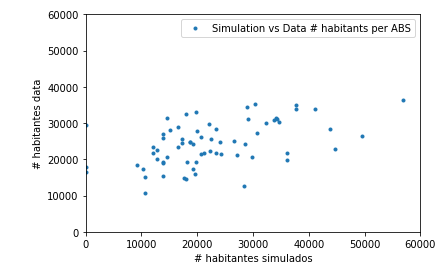 Simulation vs Data # habitants per ABS
60000
50000
40000
30000
20000
10000
0
# habitantes data
0 10000 20000 30000 40000 50000 60000
# habitantes simulados